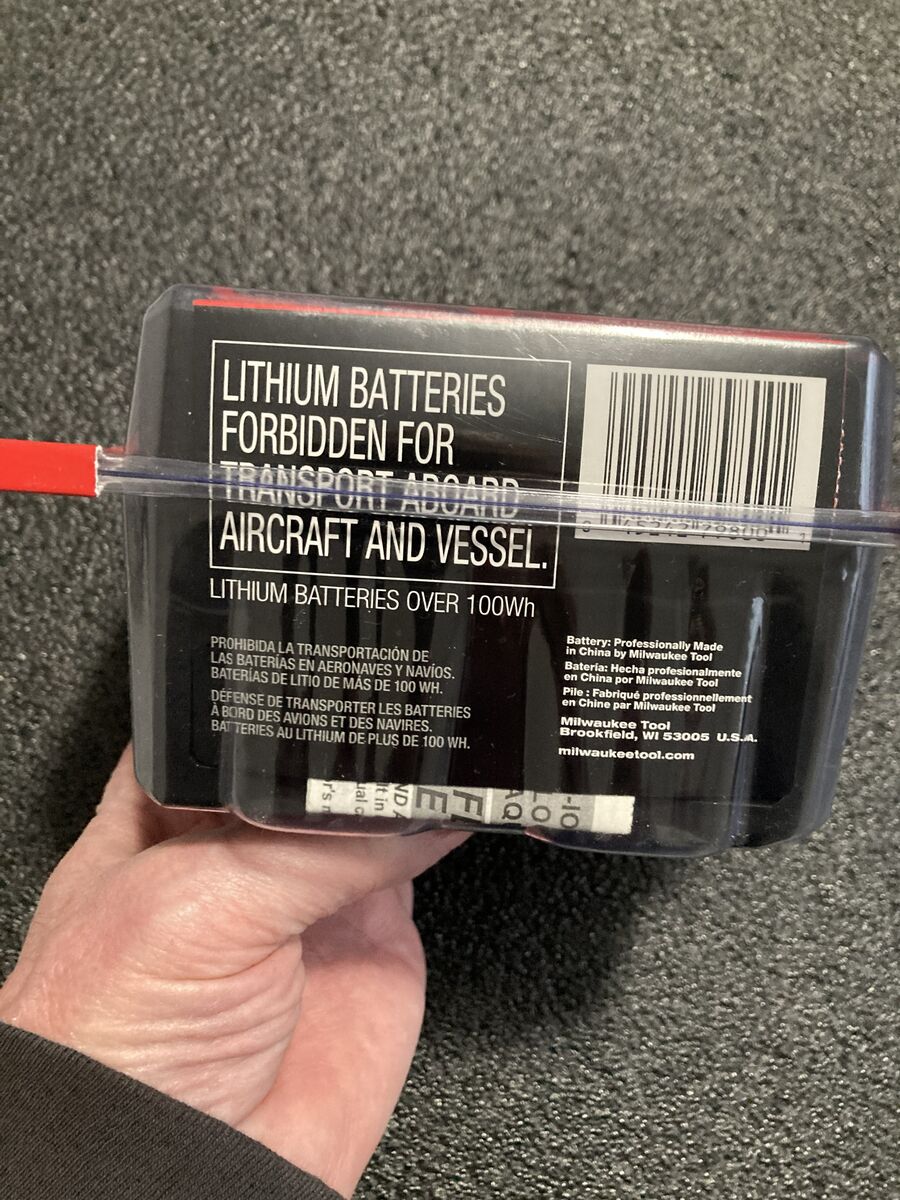 LITHIUM BATTERIES
FORBIDDEN FOR
TRANSPORT ABOARD
AIRCRAFT AND VESSEL.
LITHIUM BATTERIES OVER 100Wh
PROHIBIDA LA TRANSPORTACIÓN DE
LAS BATERÍAS EN AERONAVES Y NAVÍOS.
BATERÍAS DE LITIO DE MÁS DE 100 WH.
DÉFENSE DE TRANSPORTER LES BATTERIES
À BORD DES AVIONS ET DES NAVIRES.
BATTERIES AU LITHIUM DE PLUS DE 100 WH.
Battery: Professionally Made
in China by Milwaukee Tool
Batería: Hecha profesionalmente
en China por Milwaukee Tool
Pile : Fabriqué professionnellement
en Chine par Milwaukee Tool
Milwaukee Tool
Brookfield, WI 53005 U.S.A.
milwaukeetool.com